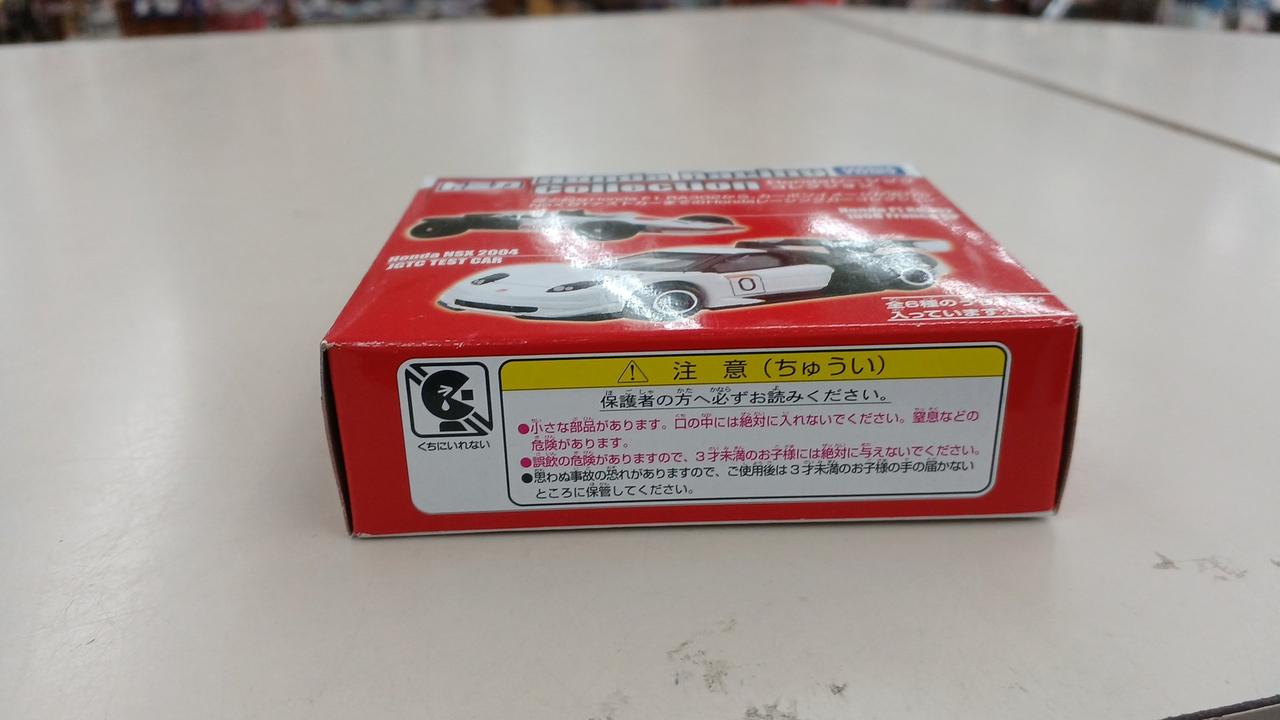 トミカ
Honda Racing
Collection
Honda NSX 2004
JGTC TEST CAR
全6種のうち
入っています。
くちにいれない
注 意（ちゅうい）
保護者の方へ必ずお読みください。
●小さな部品があります。口の中には絶対に入れないでください。窒息などの
危険があります。
●誤飲の危険がありますので、3才未満のお子様には絶対に与えないでください。
●思わぬ事故の恐れがありますので、ご使用後は3才未満のお子様の手の届かない
ところに保管してください。
0